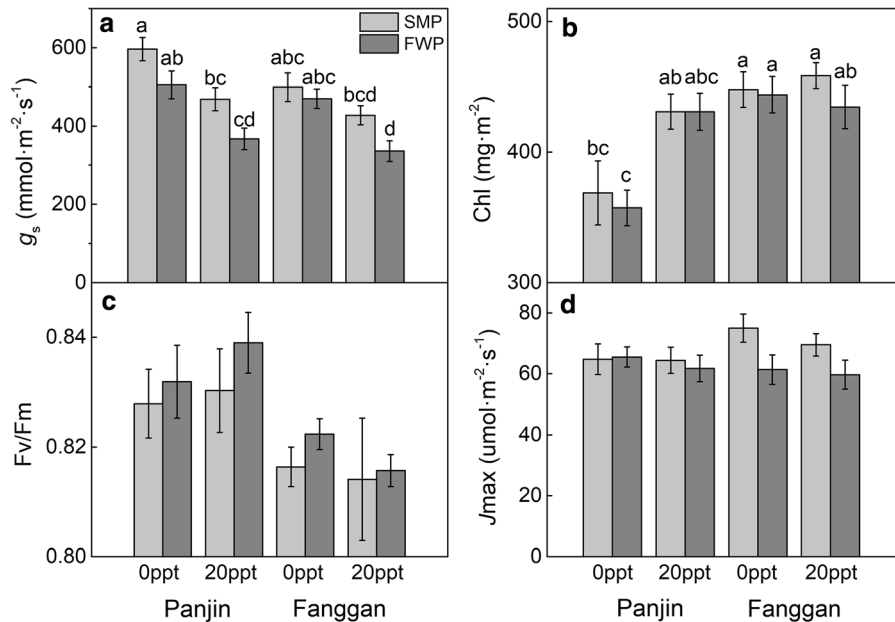 a
SMP
FWP
600
400
200
0
gs (mmol·m-2·s-1)
a
ab
bc
cd
abc
abc
bcd
d
b
500
400
300
Chl (mg·m-2)
bc
c
ab
abc
a
a
a
ab
c
0.84
0.82
0.80
Fv/Fm
0ppt
20ppt
0ppt
20ppt
Panjin
Fanggan
d
80
60
40
20
0
Jmax (umol·m-2·s-1)
0ppt
20ppt
0ppt
20ppt
Panjin
Fanggan